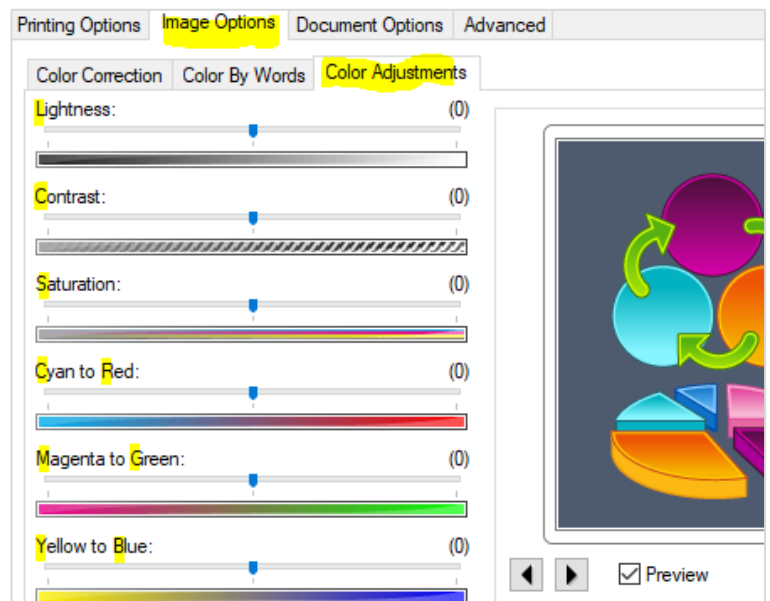 Printing Options Image Options Document Options Advanced
Color Correction Color By Words Color Adjustments
Lightness: (0)
Contrast: (0)
Saturation: (0)
Cyan to Red: (0)
Magenta to Green: (0)
Yellow to Blue: (0)
Preview